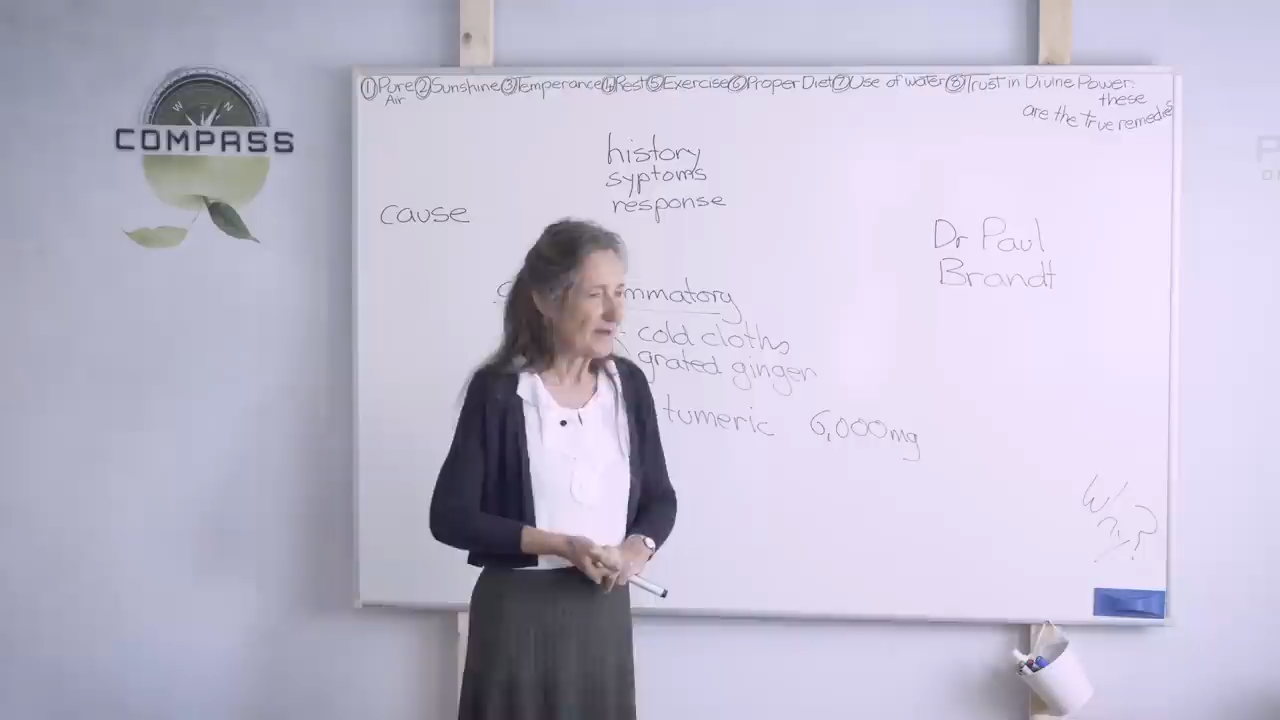 ①Pure ②Sunshine ③Temperance ④Rest ⑤Exercise ⑥Proper Diet ⑦Use of water ⑧Trust in Divine Power:
Air
these
are the true remedies
history
syptoms
response
cause
Dr Paul
Brandt
mmatory
cold cloths
grated ginger
tumeric 6,000mg
COMPASS
W N